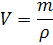 V = m/ρ